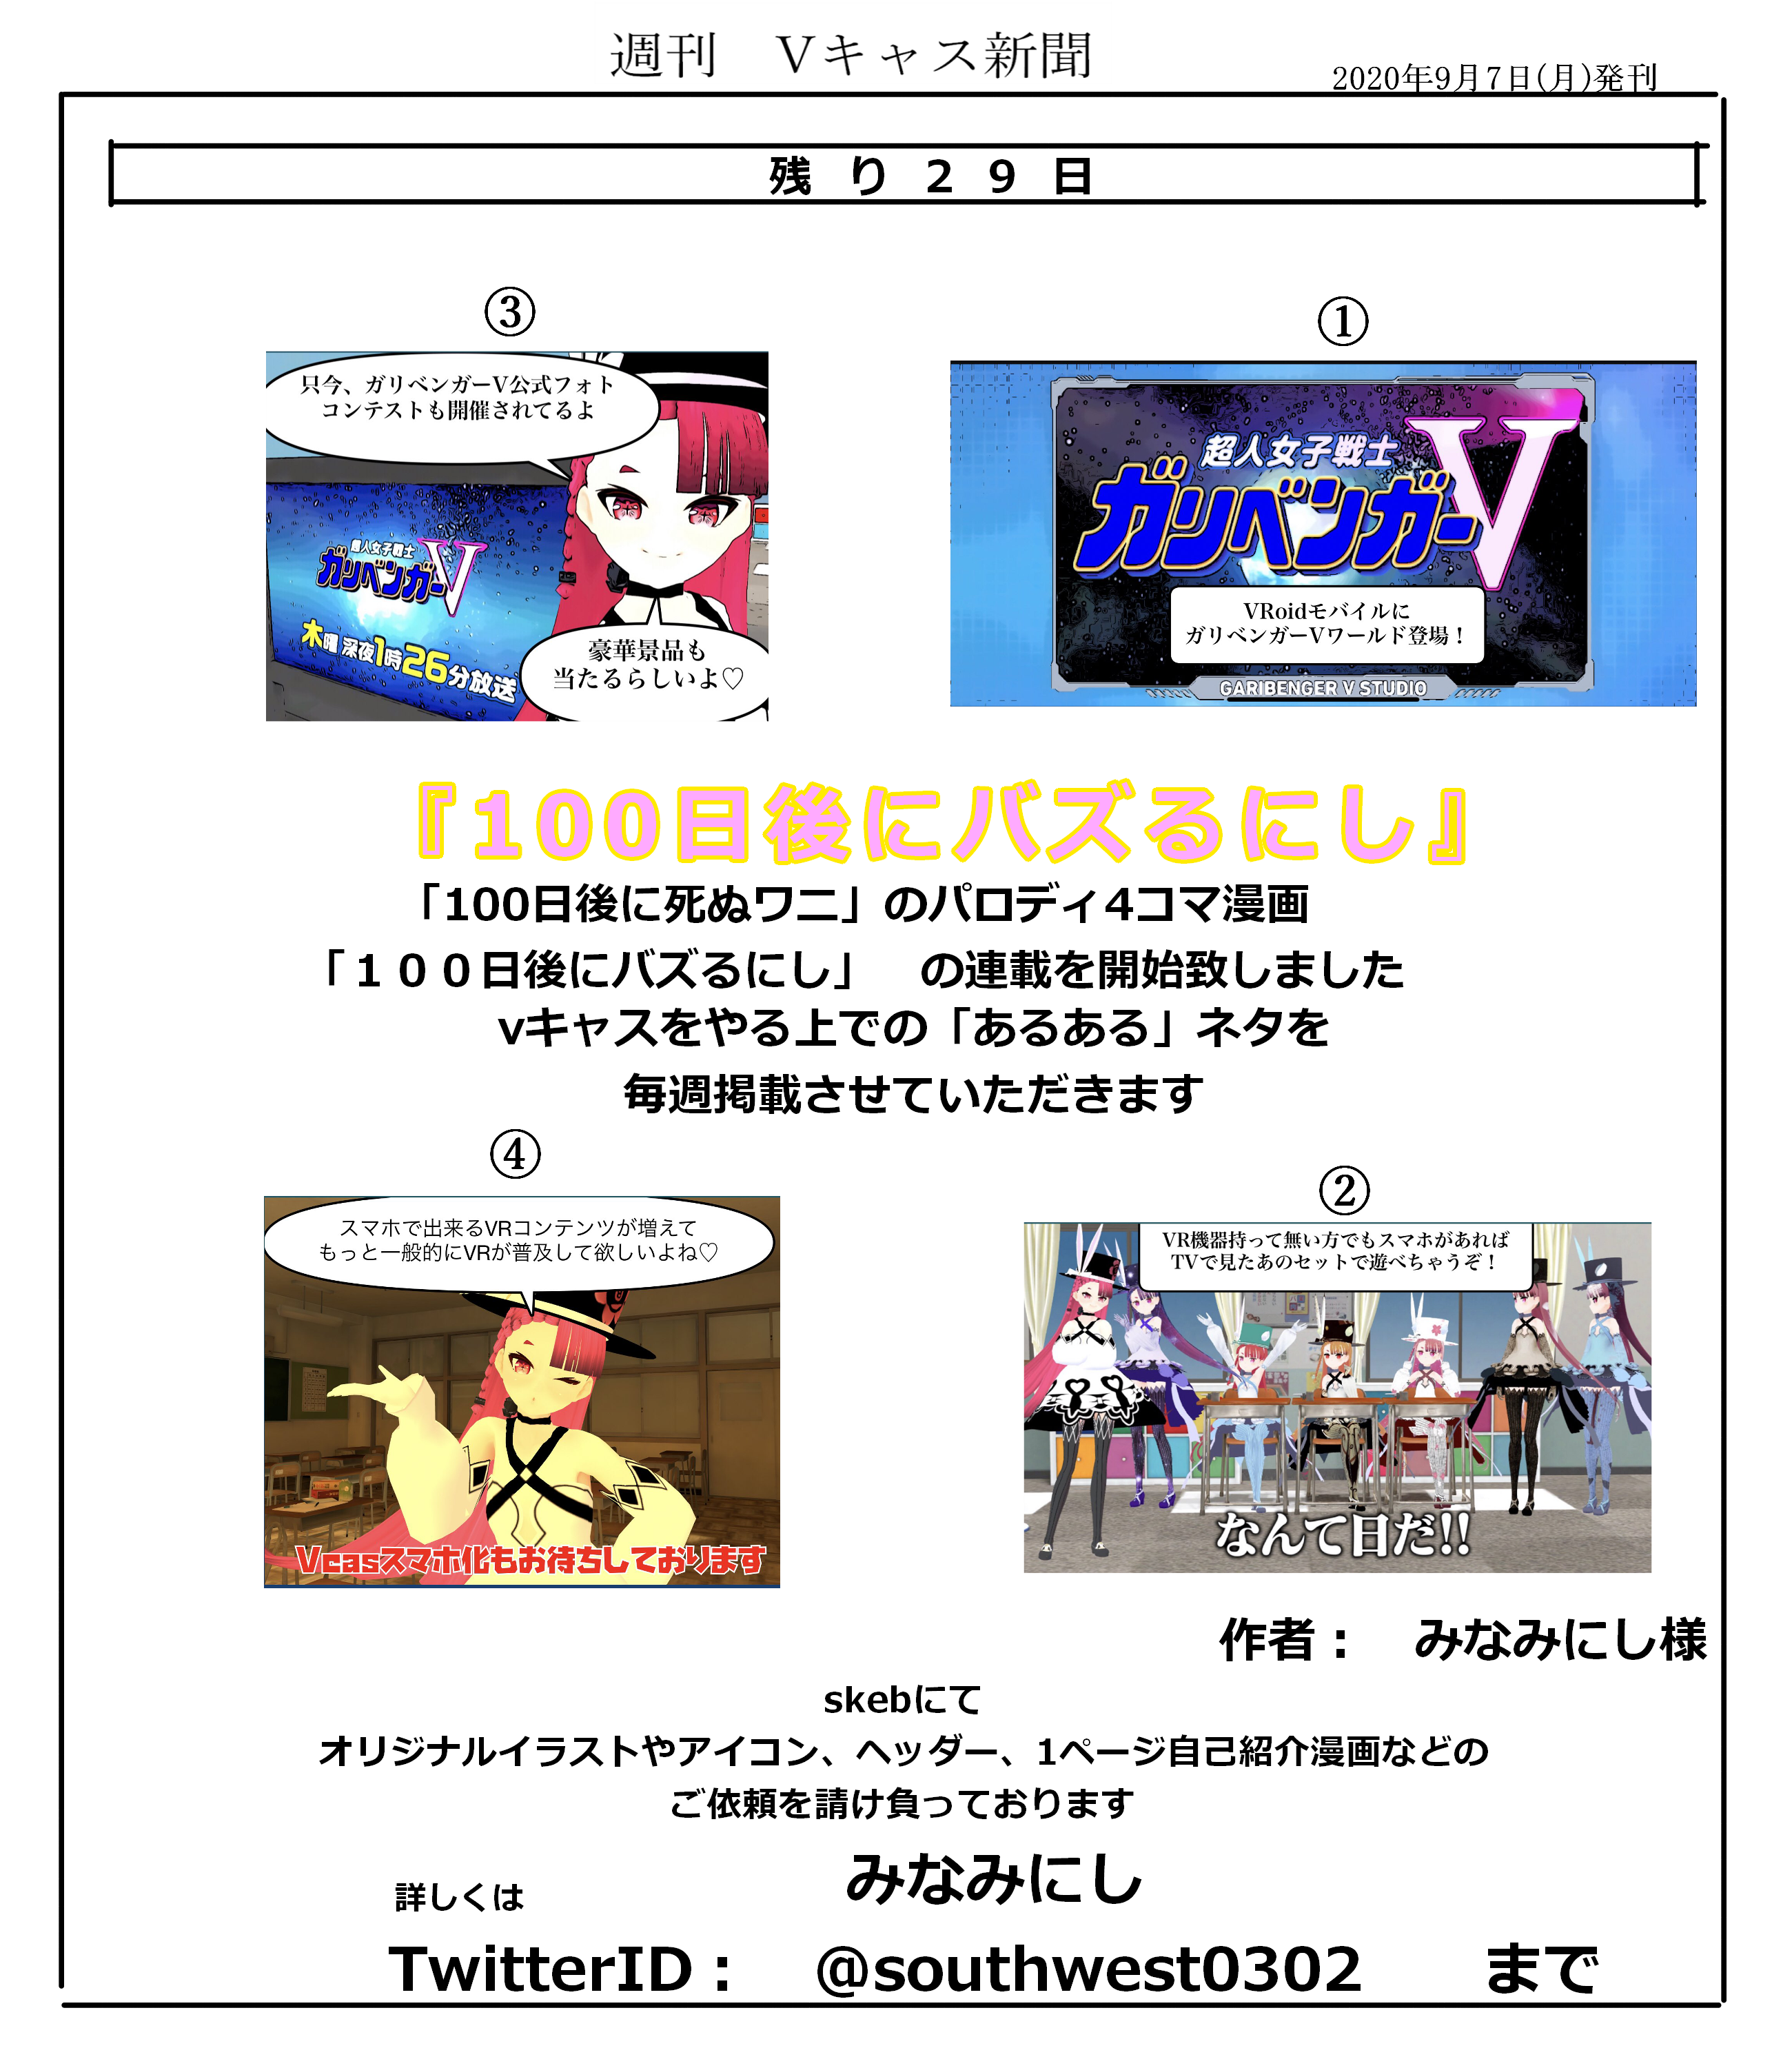 週刊　Vキャス新聞
2020年9月7日(月)発刊
残り２９日
①
超人女子戦士
ガリベンガーV
VRoidモバイルに
ガリベンガーVワールド登場！
GARIBENGER V STUDIO
③
只今、ガリベンガーV公式フォト
コンテストも開催されてるよ
超人女子戦士
ガリベンガーV
木曜 深夜1時26分放送
豪華景品も
当たるらしいよ♡
『100日後にバズるにし』
「100日後に死ぬワニ」のパロディ4コマ漫画
「１００日後にバズるにし」　の連載を開始致しました
vキャスをやる上での「あるある」ネタを
毎週掲載させていただきます
②
VR機器持って無い方でもスマホがあれば
TVで見たあのセットで遊べちゃうぞ！
なんて日だ!!
④
スマホで出来るVRコンテンツが増えて
もっと一般的にVRが普及して欲しいよね♡
Vcasスマホ化もお待ちしております
作者：　みなみにし様
skebにて
オリジナルイラストやアイコン、ヘッダー、1ページ自己紹介漫画などの
ご依頼を請け負っております
みなみにし
詳しくは
TwitterID：　@southwest0302　　まで